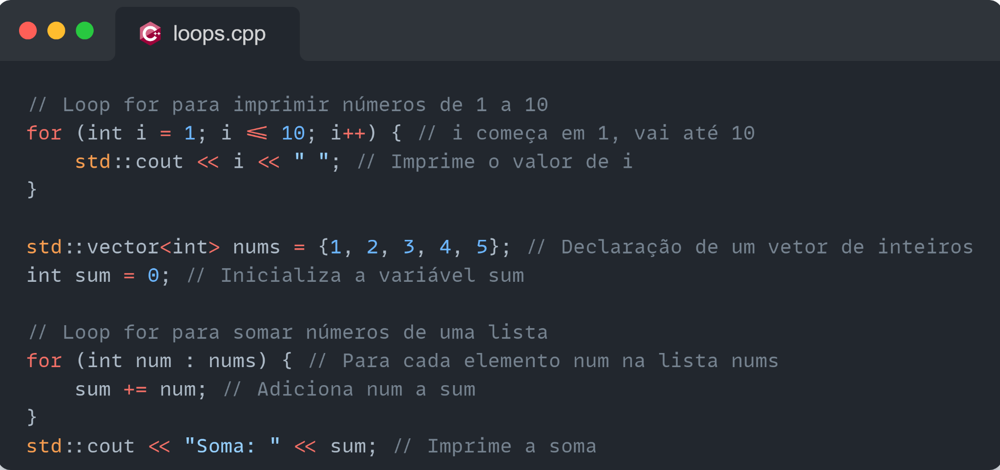 loops.cpp
// Loop for para imprimir números de 1 a 10
for (int i = 1; i <= 10; i++) { // i começa em 1, vai até 10
    std::cout << i << " "; // Imprime o valor de i
}
std::vector<int> nums = {1, 2, 3, 4, 5}; // Declaração de um vetor de inteiros
int sum = 0; // Inicializa a variável sum
// Loop for para somar números de uma lista
for (int num : nums) { // Para cada elemento num na lista nums
    sum += num; // Adiciona num a sum
}
std::cout << "Soma: " << sum; // Imprime a soma